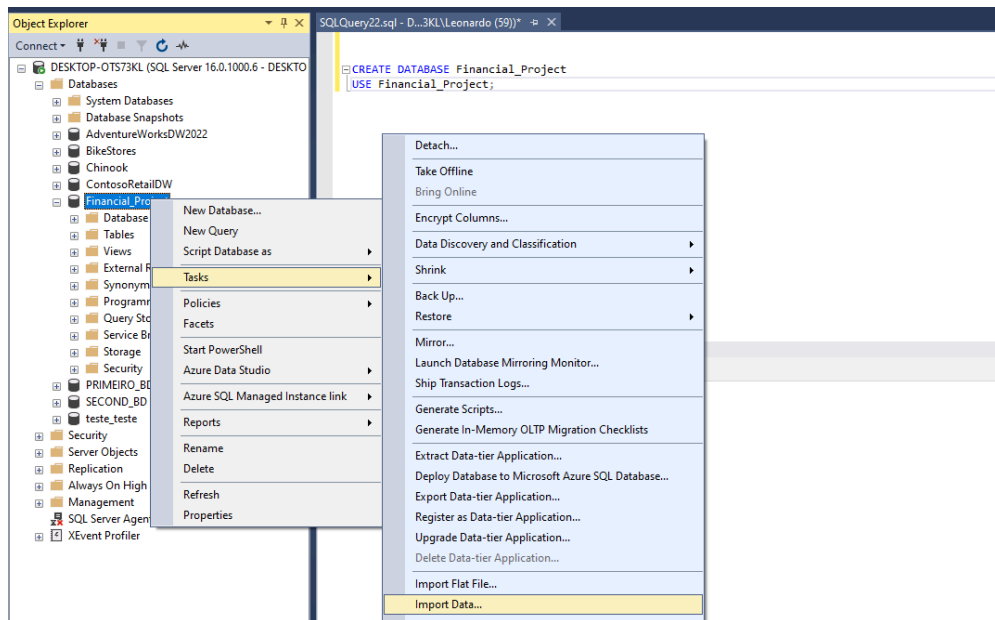 Object Explorer
Connect
DESKTOP-OTS73KL (SQL Server 16.0.1000.6 - DESKTO
Databases
System Databases
Database Snapshots
AdventureWorksDW2022
BikeStores
Chinook
ContosoRetailDW
Financial_Pro
Database
Tables
Views
External R
Synonym
Programm
Query Sto
Service Br
Storage
Security
PRIMEIRO_BD
SECOND_BD
teste_teste
Security
Server Objects
Replication
Always On High
Management
SQL Server Agen
XEvent Profiler
SQLQuery22.sql - D...3KL\Leonardo (59))*
CREATE DATABASE Financial_Project
USE Financial_Project;
New Database...
New Query
Script Database as
Tasks
Policies
Facets
Start PowerShell
Azure Data Studio
Azure SQL Managed Instance link
Reports
Rename
Delete
Refresh
Properties
Detach...
Take Offline
Bring Online
Encrypt Columns...
Data Discovery and Classification
Shrink
Back Up...
Restore
Mirror...
Launch Database Mirroring Monitor...
Ship Transaction Logs...
Generate Scripts...
Generate In-Memory OLTP Migration Checklists
Extract Data-tier Application...
Deploy Database to Microsoft Azure SQL Database...
Export Data-tier Application...
Register as Data-tier Application...
Upgrade Data-tier Application...
Delete Data-tier Application...
Import Flat File...
Import Data...